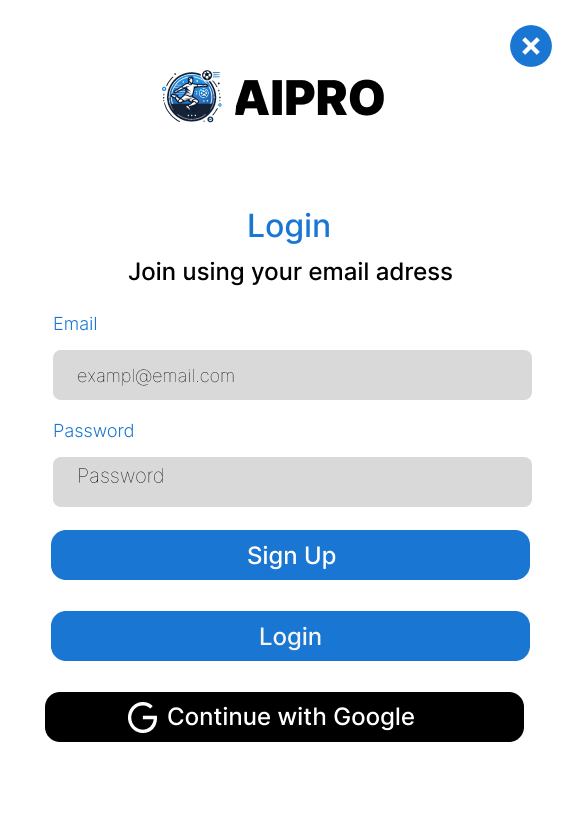 AIPRO
Login
Join using your email adress
Email
exampl@email.com
Password
Password
Sign Up
Login
Continue with Google